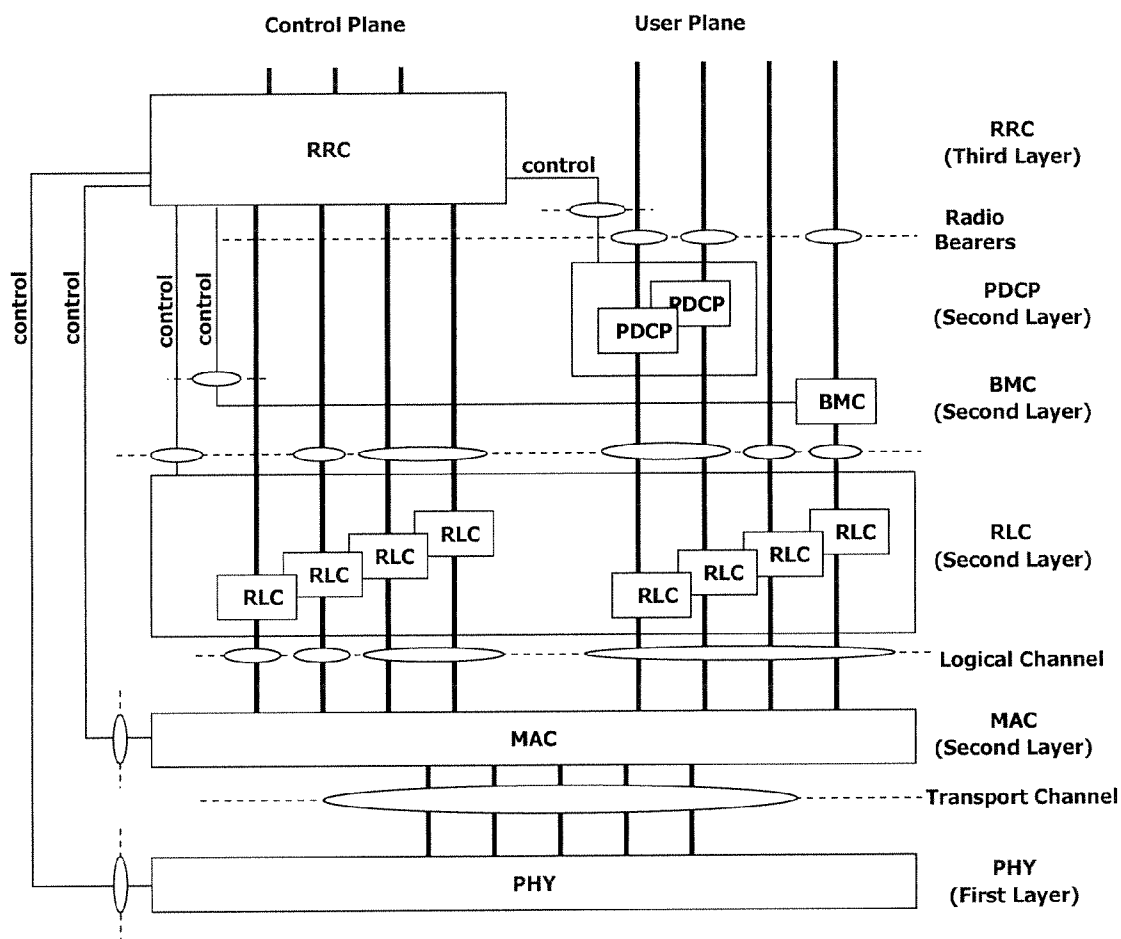 Control Plane
User Plane
RRC
RRC
(Third Layer)
control
Radio
Bearers
control
control
control
control
PDCP
PDCP
PDCP
(Second Layer)
BMC
BMC
(Second Layer)
RLC
RLC
RLC
RLC
RLC
RLC
RLC
RLC
RLC
(Second Layer)
Logical Channel
MAC
MAC
(Second Layer)
Transport Channel
PHY
PHY
(First Layer)